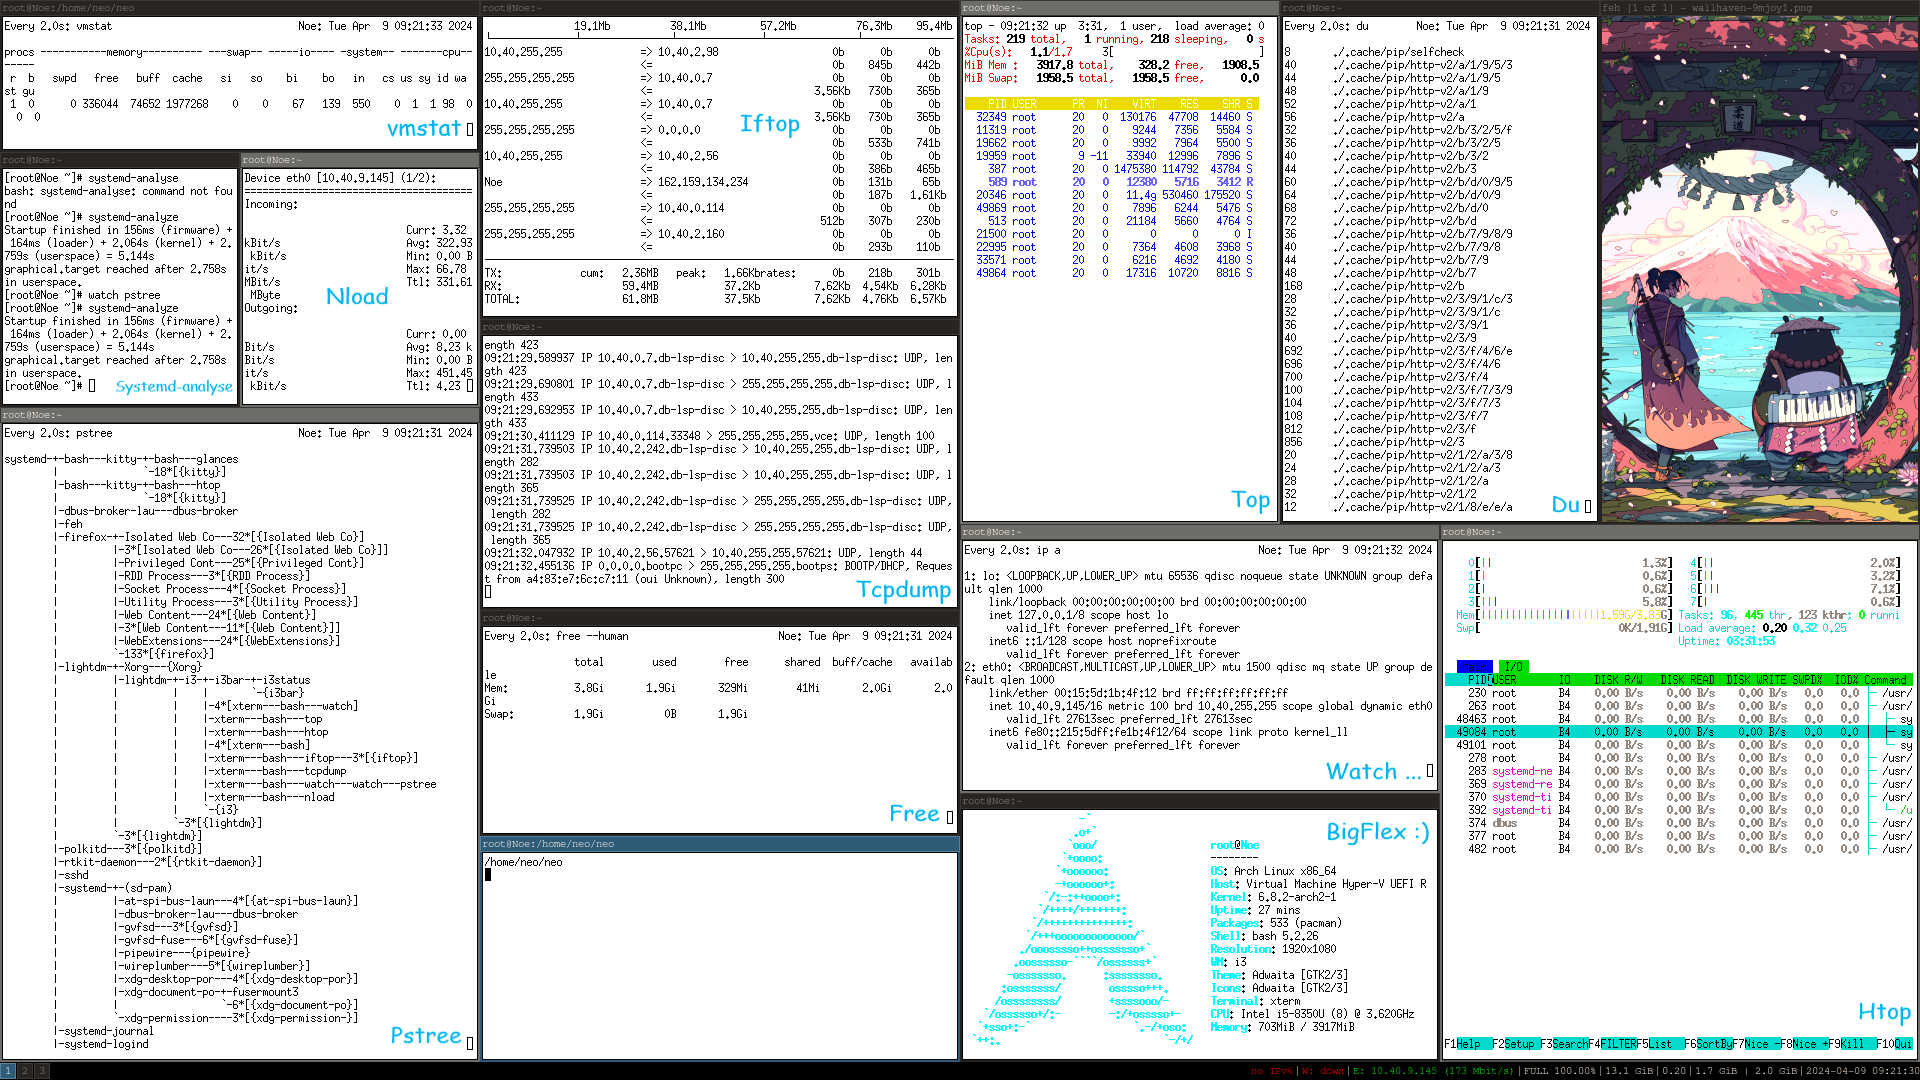 root@Noe:/home/neo/neo
Every 2.0s: vmstat Noe: Tue Apr 9 09:21:33 2024
procs -----------memory---------- ---swap-- -----io---- -system-- ------cpu--
-----
r b swpd free buff cache si so bi bo in cs us sy id wa
st gu
1 0 0 336044 74652 1977268 0 0 67 139 550 0 1 1 98 0
0 0
vmstat
root@Noe:~
[root@Noe ~]# systemd-analyse
bash: systemd-analyse: command not fou
nd
[root@Noe ~]# systemd-analyze
Startup finished in 156ms (firmware) +
164ms (loader) + 2.064s (kernel) + 2.
759s (userspace) = 5.144s
graphical.target reached after 2.758s
in userspace.
[root@Noe ~]# watch pstree
[root@Noe ~]# systemd-analyze
Startup finished in 156ms (firmware) +
164ms (loader) + 2.064s (kernel) + 2.
759s (userspace) = 5.144s
graphical.target reached after 2.758s
in userspace.
[root@Noe ~]#
Systemd-analyse
root@Noe:~
Device eth0 [10.40.9.145] (1/2):
======================================
Incoming:
Curr: 3.32
kBit/s Avg: 322.93
kBit/s Min: 0.00 B
it/s Max: 66.78
MBit/s Ttl: 331.61
MByte
Outgoing:
Curr: 0.00
Bit/s Avg: 8.23 k
Bit/s Min: 0.00 B
it/s Max: 451.45
kBit/s Ttl: 4.23
Nload
root@Noe:~
Every 2.0s: pstree Noe: Tue Apr 9 09:21:31 2024
systemd-+-bash---kitty-+-bash---glances
| `-18*[{kitty}]
|-bash---kitty-+-bash---htop
| `-18*[{kitty}]
|-dbus-broker-lau---dbus-broker
|-feh
|-firefox-+-Isolated Web Co---32*[{Isolated Web Co}]
| |-3*[Isolated Web Co---26*[{Isolated Web Co}]]
| |-Privileged Cont---25*[{Privileged Cont}]
| |-RDD Process---3*[{RDD Process}]
| |-Socket Process---4*[{Socket Process}]
| |-Utility Process---3*[{Utility Process}]
| |-Web Content---24*[{Web Content}]
| |-3*[Web Content---11*[{Web Content}]]
| |-WebExtensions---24*[{WebExtensions}]
| `-133*[{firefox}]
|-lightdm-+-Xorg---{Xorg}
| |-lightdm-+-i3-+-i3bar-+-i3status
| | | | `-{i3bar}
| | | |-4*[xterm---bash---watch]
| | | |-xterm---bash---top
| | | |-xterm---bash---htop
| | | |-4*[xterm---bash]
| | | |-xterm---bash---iftop---3*[{iftop}]
| | | |-xterm---bash---tcpdump
| | | |-xterm---bash---watch---watch---pstree
| | | |-xterm---bash---nload
| | | `-{i3}
| | `-3*[{lightdm}]
| `-3*[{lightdm}]
|-polkitd---3*[{polkitd}]
|-rtkit-daemon---2*[{rtkit-daemon}]
|-sshd
|-systemd-+-(sd-pam)
| |-at-spi-bus-laun---4*[{at-spi-bus-laun}]
| |-dbus-broker-lau---dbus-broker
| |-gvfsd---3*[{gvfsd}]
| |-gvfsd-fuse---6*[{gvfsd-fuse}]
| |-pipewire---{pipewire}
| |-wireplumber---5*[{wireplumber}]
| |-xdg-desktop-por---4*[{xdg-desktop-por}]
| |-xdg-document-po-+-fusermount3
| | `-6*[{xdg-document-po}]
| `-xdg-permission----3*[{xdg-permission-}]
|-systemd-journal
|-systemd-logind
Pstree
root@Noe:~
19.1Mb 38.1Mb 57.2Mb 76.3Mb 95.4Mb
10.40.255.255 => 10.40.2.98 0b 0b 0b
<= 0b 845b 442b
255.255.255.255 => 10.40.0.7 0b 0b 0b
<= 3.56Kb 730b 365b
10.40.255.255 => 10.40.0.7 0b 0b 0b
<= 3.56Kb 730b 365b
255.255.255.255 => 0.0.0.0 0b 0b 0b
<= 0b 533b 741b
10.40.255.255 => 10.40.2.56 0b 0b 0b
<= 0b 386b 465b
Noe => 162.159.134.234 0b 131b 65b
<= 0b 187b 1.61Kb
255.255.255.255 => 10.40.0.114 0b 0b 0b
<= 512b 307b 230b
255.255.255.255 => 10.40.2.160 0b 0b 0b
<= 0b 293b 110b
TX: cum: 2.36MB peak: 1.66Kbrates: 0b 218b 301b
RX: 59.4MB 37.2Kb 7.62Kb 4.54Kb 6.28Kb
TOTAL: 61.8MB 37.5Kb 7.62Kb 4.76Kb 6.57Kb
Iftop
root@Noe:~
ength 423
09:21:29.589937 IP 10.40.0.7.db-lsp-disc > 10.40.255.255.db-lsp-disc: UDP, len
gth 423
09:21:29.690801 IP 10.40.0.7.db-lsp-disc > 255.255.255.255.db-lsp-disc: UDP, l
ength 433
09:21:29.692953 IP 10.40.0.7.db-lsp-disc > 10.40.255.255.db-lsp-disc: UDP, len
gth 433
09:21:30.411129 IP 10.40.0.114.33348 > 255.255.255.255.vce: UDP, length 100
09:21:31.739503 IP 10.40.2.242.db-lsp-disc > 10.40.255.255.db-lsp-disc: UDP, l
ength 282
09:21:31.739503 IP 10.40.2.242.db-lsp-disc > 10.40.255.255.db-lsp-disc: UDP, l
ength 365
09:21:31.739525 IP 10.40.2.242.db-lsp-disc > 255.255.255.255.db-lsp-disc: UDP,
length 282
09:21:31.739525 IP 10.40.2.242.db-lsp-disc > 255.255.255.255.db-lsp-disc: UDP,
length 365
09:21:32.047932 IP 10.40.2.56.57621 > 10.40.255.255.57621: UDP, length 44
09:21:32.455136 IP 0.0.0.0.bootpc > 255.255.255.255.bootps: BOOTP/DHCP, Reques
t from a4:83:e7:6c:c7:11 (oui Unknown), length 300
Tcpdump
root@Noe:~
Every 2.0s: free --human Noe: Tue Apr 9 09:21:31 2024
total used free shared buff/cache availab
le
Mem: 3.8Gi 1.9Gi 329Mi 41Mi 2.0Gi 2.0
Gi
Swap: 1.9Gi 0B 1.9Gi
Free
root@Noe:/home/neo/neo
/home/neo/neo
root@Noe:~
top - 09:21:32 up 3:31, 1 user, load average: 0
Tasks: 219 total, 1 running, 218 sleeping, 0 s
%Cpu(s): 1.1/1.7 3[ ]
MiB Mem : 3917.8 total, 328.2 free, 1908.5
MiB Swap: 1958.5 total, 1958.5 free, 0.0
PID USER PR NI VIRT RES SHR S
32349 root 20 0 130176 47708 14460 S
11319 root 20 0 9244 7356 5584 S
19662 root 20 0 9992 7964 5500 S
19959 root 9 -11 33940 12996 7896 S
387 root 20 0 1475380 114792 43784 S
589 root 20 0 12380 5716 3412 R
20346 root 20 0 11.4g 530460 175520 S
49869 root 20 0 7896 6244 5476 S
513 root 20 0 21184 5660 4764 S
21500 root 20 0 0 0 0 I
22995 root 20 0 7364 4608 3968 S
33571 root 20 0 6216 4692 4180 S
49864 root 20 0 17316 10720 8816 S
Top
root@Noe:~
Every 2.0s: du Noe: Tue Apr 9 09:21:31 2024
8 ./.cache/pip/selfcheck
40 ./.cache/pip/http-v2/a/1/9/5/3
44 ./.cache/pip/http-v2/a/1/9/5
48 ./.cache/pip/http-v2/a/1/9
52 ./.cache/pip/http-v2/a/1
56 ./.cache/pip/http-v2/a
32 ./.cache/pip/http-v2/b/3/2/5/f
36 ./.cache/pip/http-v2/b/3/2/5
40 ./.cache/pip/http-v2/b/3/2
44 ./.cache/pip/http-v2/b/3
60 ./.cache/pip/http-v2/b/d/0/9/5
64 ./.cache/pip/http-v2/b/d/0/9
68 ./.cache/pip/http-v2/b/d/0
72 ./.cache/pip/http-v2/b/d
36 ./.cache/pip/http-v2/b/7/9/8/9
40 ./.cache/pip/http-v2/b/7/9/8
44 ./.cache/pip/http-v2/b/7/9
48 ./.cache/pip/http-v2/b/7
168 ./.cache/pip/http-v2/b
28 ./.cache/pip/http-v2/3/9/1/c/3
32 ./.cache/pip/http-v2/3/9/1/c
36 ./.cache/pip/http-v2/3/9/1
40 ./.cache/pip/http-v2/3/9
692 ./.cache/pip/http-v2/3/f/4/6/e
696 ./.cache/pip/http-v2/3/f/4/6
700 ./.cache/pip/http-v2/3/f/4
100 ./.cache/pip/http-v2/3/f/7/3/9
104 ./.cache/pip/http-v2/3/f/7/3
108 ./.cache/pip/http-v2/3/f/7
812 ./.cache/pip/http-v2/3/f
856 ./.cache/pip/http-v2/3
20 ./.cache/pip/http-v2/1/2/a/3/8
24 ./.cache/pip/http-v2/1/2/a/3
28 ./.cache/pip/http-v2/1/2/a
32 ./.cache/pip/http-v2/1/2
12 ./.cache/pip/http-v2/1/8/e/e/a
Du
feh [1 of 1] - wallhaven-9mjoy1.png
柔道
root@Noe:~
Every 2.0s: ip a Noe: Tue Apr 9 09:21:32 2024
1: lo: <LOOPBACK,UP,LOWER_UP> mtu 65536 qdisc noqueue state UNKNOWN group defa
ult qlen 1000
link/loopback 00:00:00:00:00:00 brd 00:00:00:00:00:00
inet 127.0.0.1/8 scope host lo
valid_lft forever preferred_lft forever
inet6 ::1/128 scope host noprefixroute
valid_lft forever preferred_lft forever
2: eth0: <BROADCAST,MULTICAST,UP,LOWER_UP> mtu 1500 qdisc mq state UP group de
fault qlen 1000
link/ether 00:15:5d:1b:4f:12 brd ff:ff:ff:ff:ff:ff
inet 10.40.9.145/16 metric 100 brd 10.40.255.255 scope global dynamic eth0
valid_lft 27613sec preferred_lft 27613sec
inet6 fe80::215:5dff:fe1b:4f12/64 scope link proto kernel_ll
valid_lft forever preferred_lft forever
Watch ...
root@Noe:~
BigFlex :)
root@Noe
--------
OS: Arch Linux x86_64
Host: Virtual Machine Hyper-V UEFI R
Kernel: 6.8.2-arch2-1
Uptime: 27 mins
Packages: 533 (pacman)
Shell: bash 5.2.26
Resolution: 1920x1080
WM: i3
Theme: Adwaita [GTK2/3]
Icons: Adwaita [GTK2/3]
Terminal: xterm
CPU: Intel i5-8350U (8) @ 3.620GHz
Memory: 703MiB / 3917MiB
root@Noe:~
0[|| 1.3%] 4[|| 2.0%]
1[| 0.6%] 5[|| 3.2%]
2[| 0.6%] 6[||| 7.1%]
3[||| 5.8%] 7[| 0.6%]
Mem[ 1.59G/3.83G] Tasks: 96, 445 thr, 123 kthr; 0 runni
Swp[ 0K/1.91G] Load average: 0.20 0.32 0.25
Uptime: 03:31:53
I/O
PID USER IO DISK R/W DISK READ DISK WRITE SWPD% IOD% Command
230 root B4 0.00 B/s 0.00 B/s 0.00 B/s 0.0 0.0 /usr/
263 root B4 0.00 B/s 0.00 B/s 0.00 B/s 0.0 0.0 /usr/
48463 root B4 0.00 B/s 0.00 B/s 0.00 B/s 0.0 0.0 sy
49084 root B4 0.00 B/s 0.00 B/s 0.00 B/s 0.0 0.0 sy
49101 root B4 0.00 B/s 0.00 B/s 0.00 B/s 0.0 0.0 sy
278 root B4 0.00 B/s 0.00 B/s 0.00 B/s 0.0 0.0 /usr/
283 systemd-ne B4 0.00 B/s 0.00 B/s 0.00 B/s 0.0 0.0 /usr/
369 systemd-re B4 0.00 B/s 0.00 B/s 0.00 B/s 0.0 0.0 /usr/
370 systemd-ti B4 0.00 B/s 0.00 B/s 0.00 B/s 0.0 0.0 /usr/
392 systemd-ti B4 0.00 B/s 0.00 B/s 0.00 B/s 0.0 0.0 /u
374 dbus B4 0.00 B/s 0.00 B/s 0.00 B/s 0.0 0.0 /usr/
377 root B4 0.00 B/s 0.00 B/s 0.00 B/s 0.0 0.0 /usr/
482 root B4 0.00 B/s 0.00 B/s 0.00 B/s 0.0 0.0 /usr/
Htop
F1Help F2Setup F3SearchF4FILTERF5List F6SortByF7Nice -F8Nice +F9Kill F10Qui
1 2 3
no IPv6|W: down|E: 10.40.9.145 (173 Mbit/s)|FULL 100.00%|13.1 GiB|0.20|1.7 GiB | 2.0 GiB|2024-04-09 09:21:30